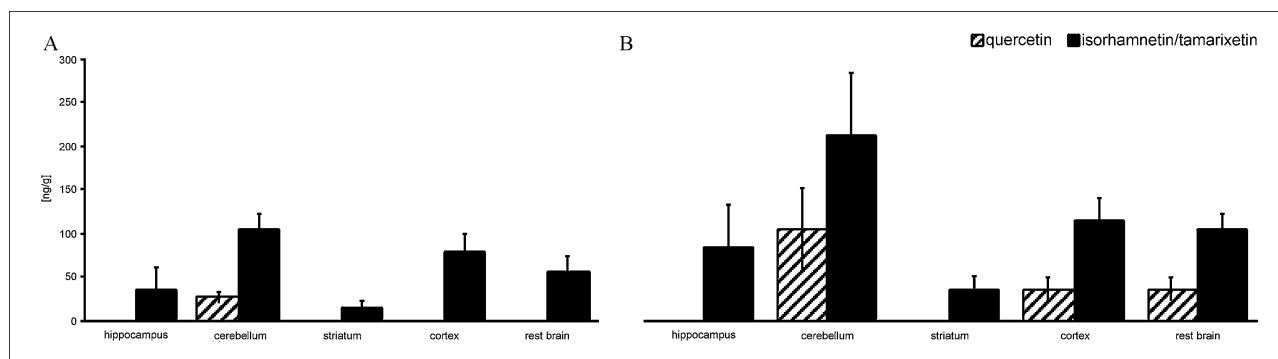 A
B
quercetin
isorhamnetin/tamarixetin
300
250
200
150
100
50
0
[ng/g]
hippocampus cerebellum striatum cortex rest brain
hippocampus cerebellum striatum cortex rest brain